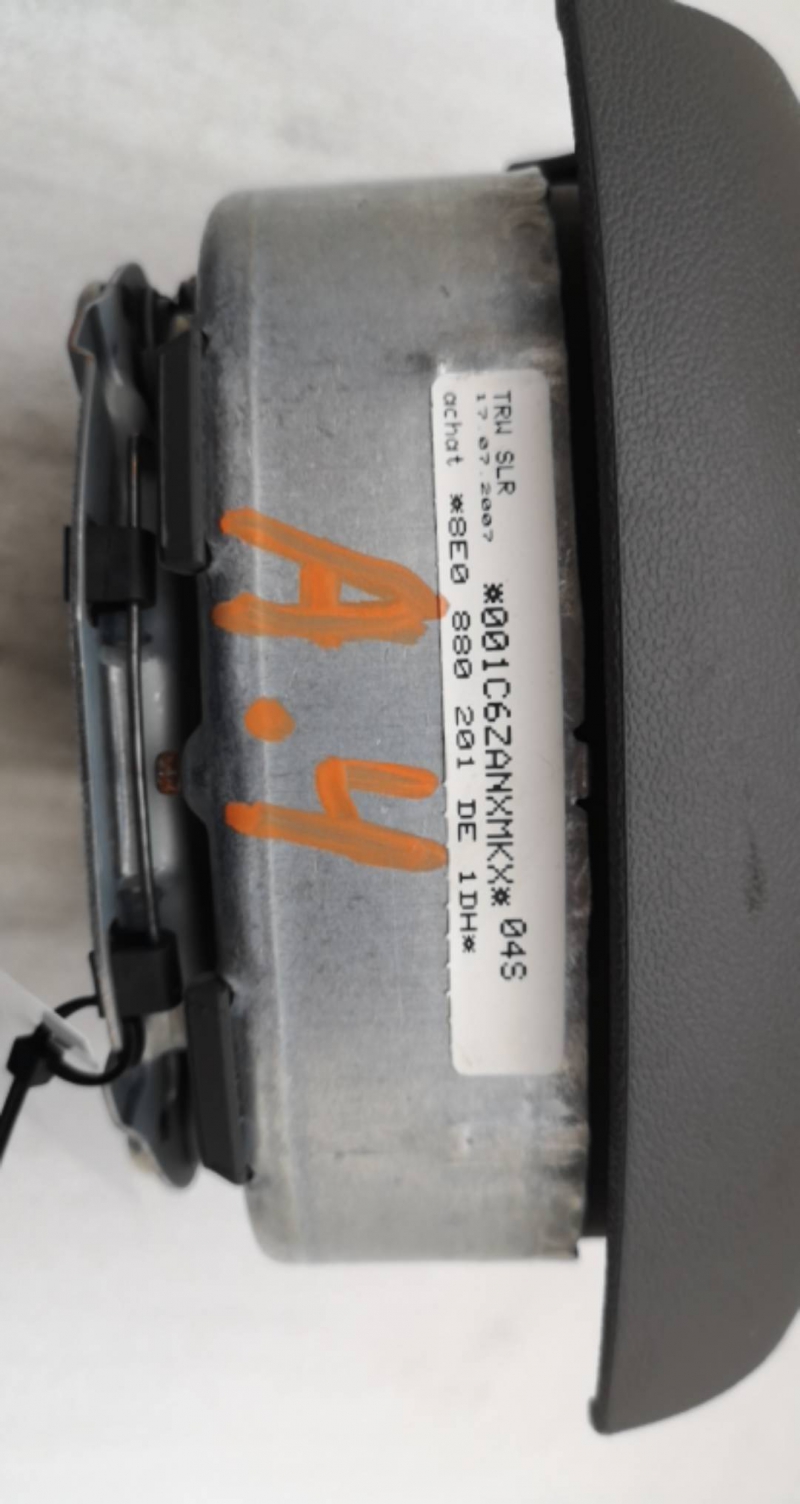 TRW SLR
17.07.2007
*001C6ZANXMKX* 04S
achat *8E0 880 201 DE 1DH*
A.4